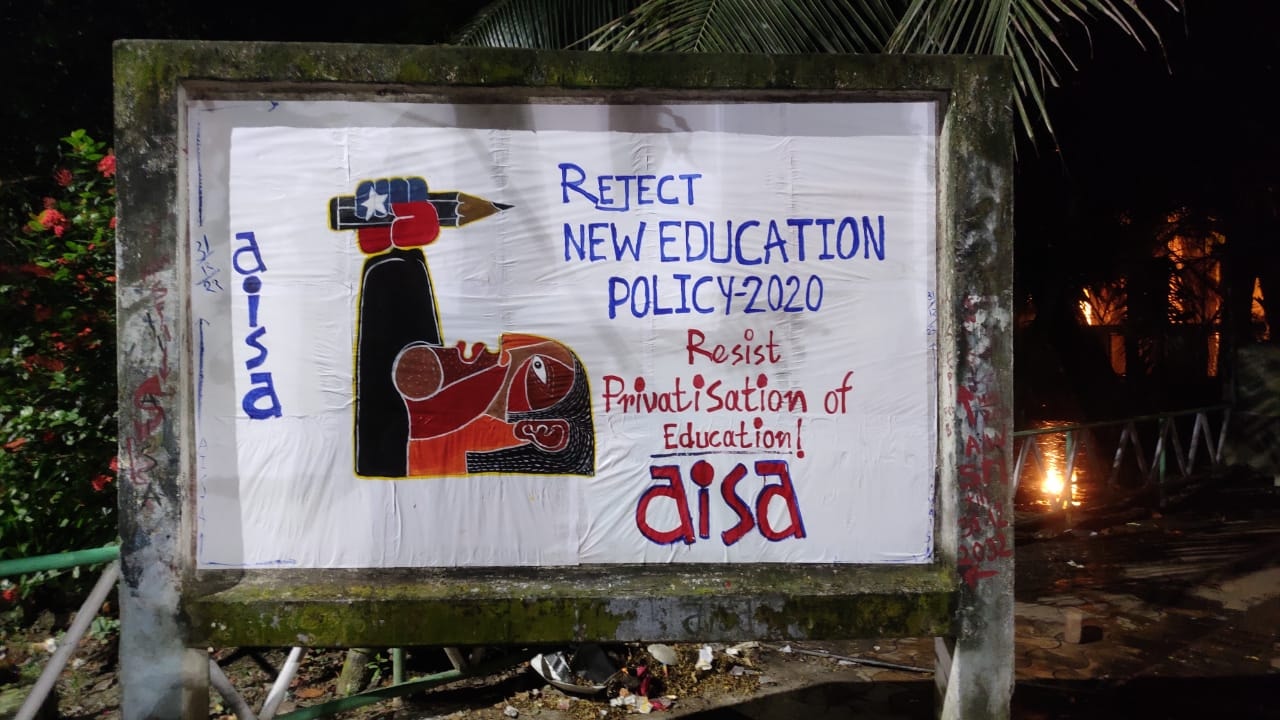 aisa
REJECT
NEW EDUCATION
POLICY-2020
Resist
Privatisation of
Education!
aisa